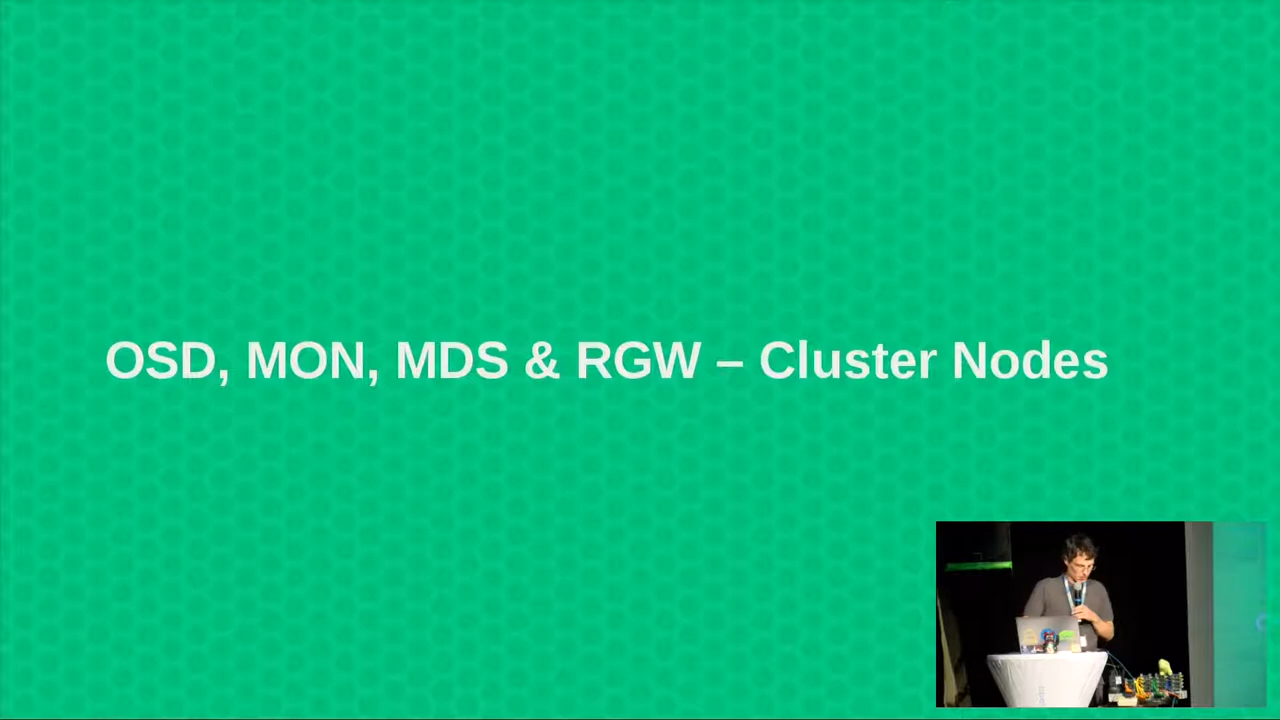 OSD, MON, MDS & RGW – Cluster Nodes